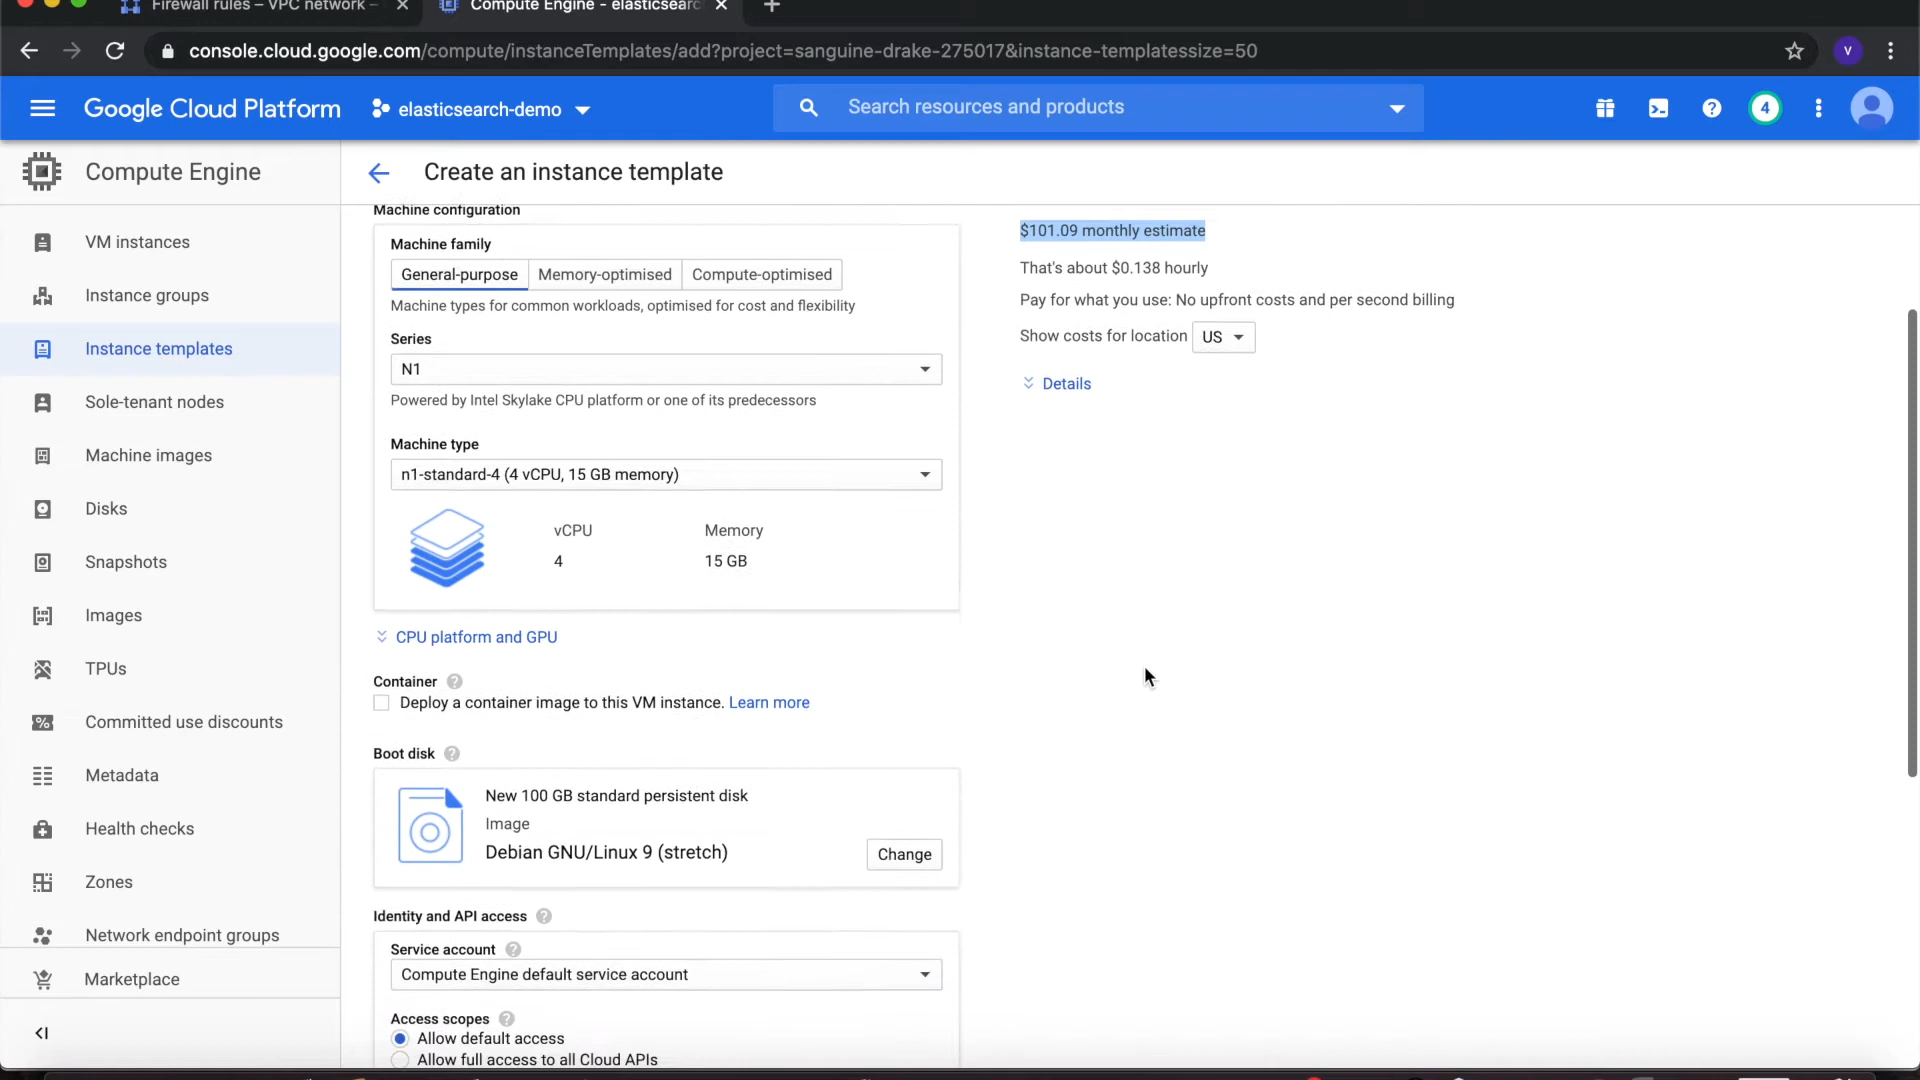 Firewall rules – VPC network –
Compute Engine - elasticsearc
console.cloud.google.com/compute/instanceTemplates/add?project=sanguine-drake-275017&instance-templatessize=50
V
Google Cloud Platform
elasticsearch-demo
Search resources and products
4
Compute Engine
Create an instance template
VM instances
Instance groups
Instance templates
Sole-tenant nodes
Machine images
Disks
Snapshots
Images
TPUs
Committed use discounts
Metadata
Health checks
Zones
Network endpoint groups
Marketplace
Machine configuration
Machine family
General-purpose Memory-optimised Compute-optimised
Machine types for common workloads, optimised for cost and flexibility
Series
N1
Powered by Intel Skylake CPU platform or one of its predecessors
Machine type
n1-standard-4 (4 vCPU, 15 GB memory)
vCPU Memory
4 15 GB
CPU platform and GPU
Container
Deploy a container image to this VM instance. Learn more
Boot disk
New 100 GB standard persistent disk
Image
Debian GNU/Linux 9 (stretch)
Change
Identity and API access
Service account
Compute Engine default service account
Access scopes
Allow default access
Allow full access to all Cloud APIs
$101.09 monthly estimate
That's about $0.138 hourly
Pay for what you use: No upfront costs and per second billing
Show costs for location US
Details